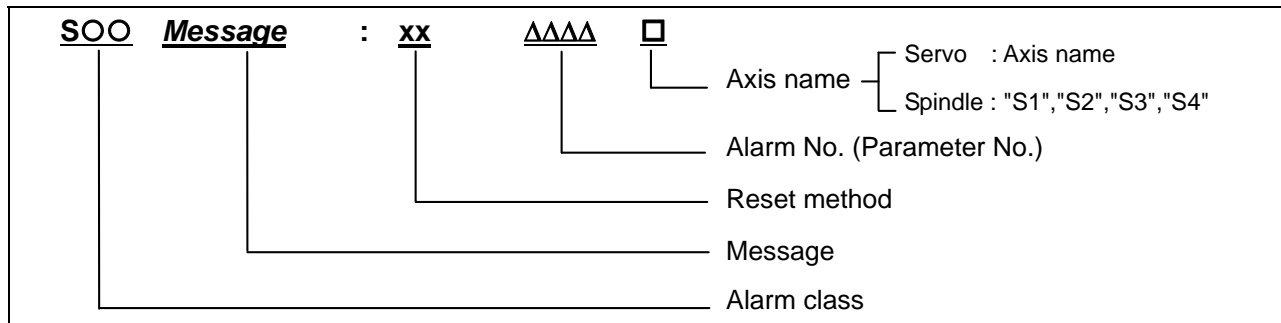 S○○ Message : xx ΔΔΔΔ □
Servo : Axis name
Axis name
Spindle : "S1","S2","S3","S4"
Alarm No. (Parameter No.)
Reset method
Message
Alarm class